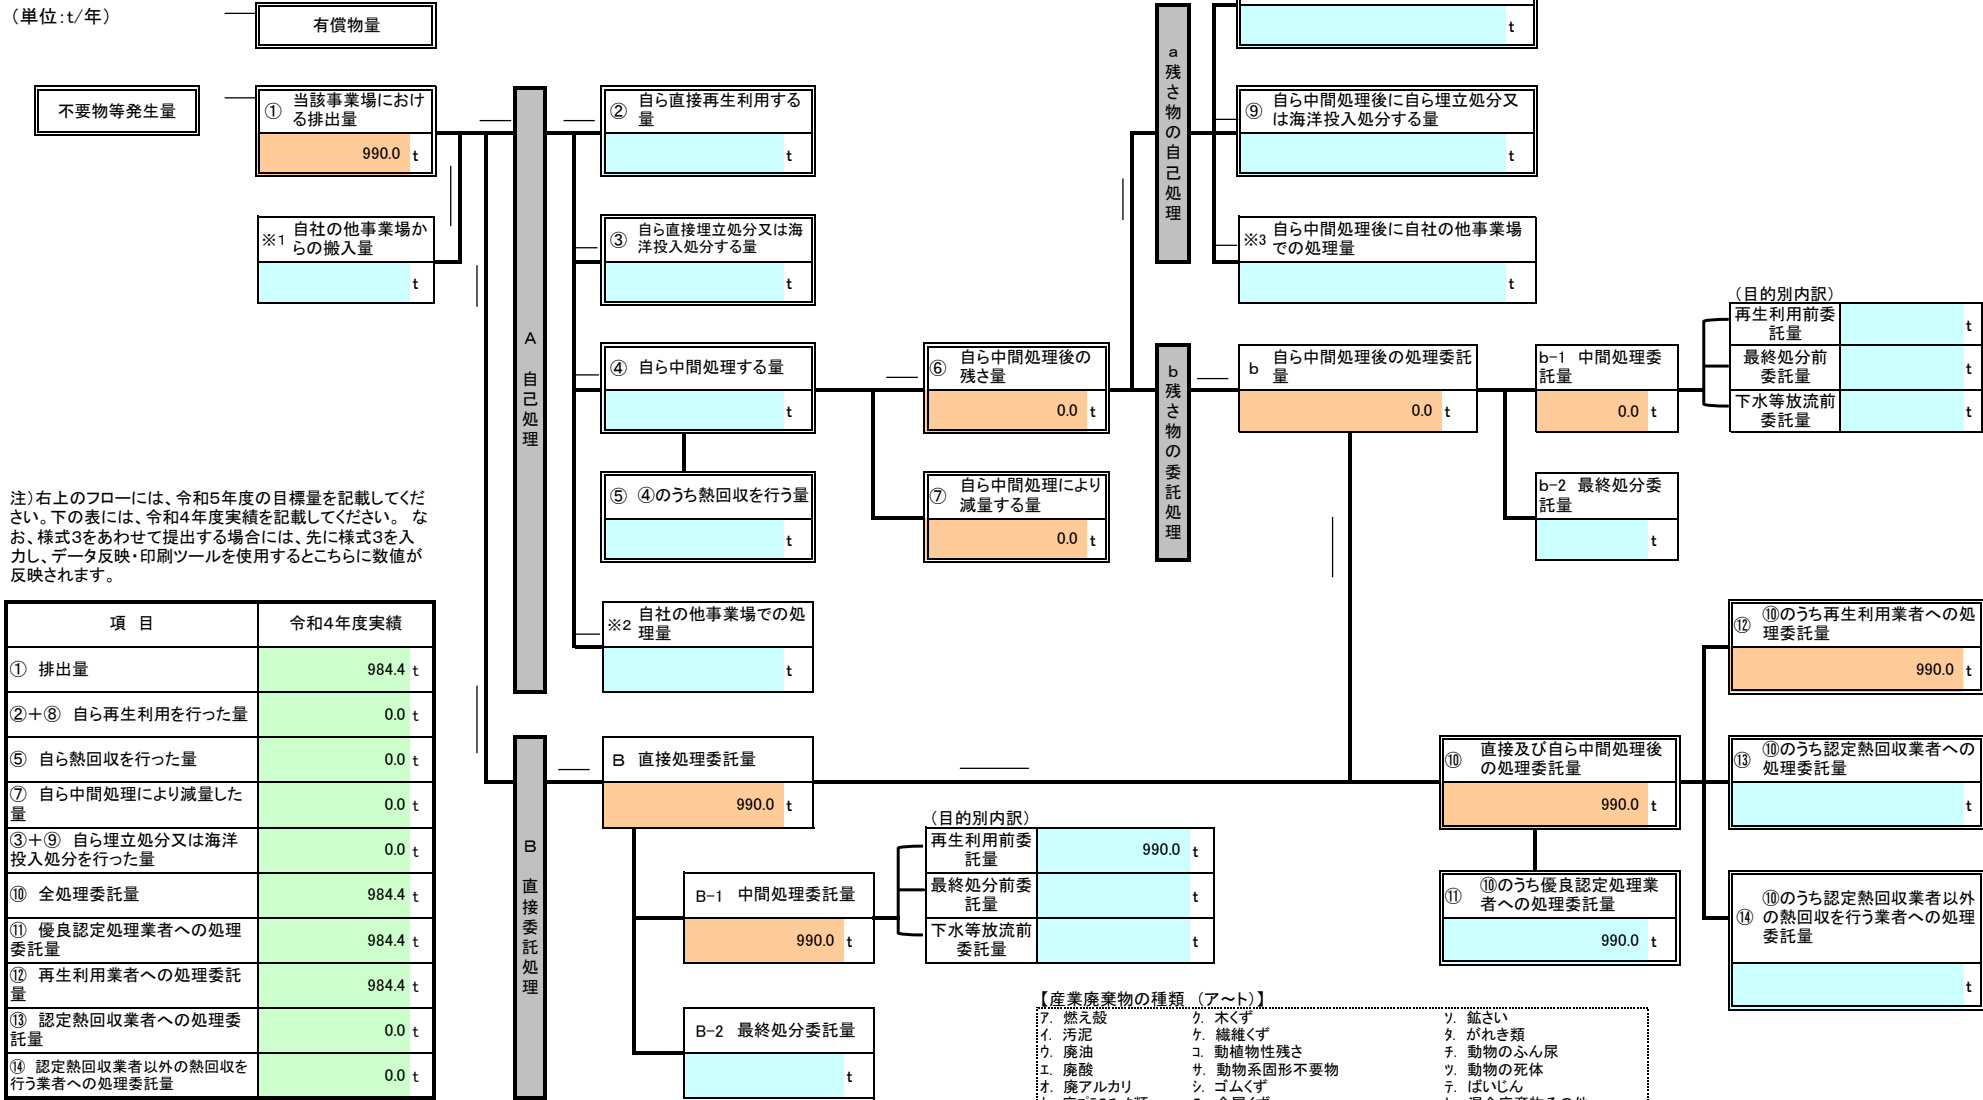 （単位：t/年）
有償物量
t
不要物等発生量
① 当該事業場におけ
る排出量
990.0 t
※1 自社の他事業場か
らの搬入量
t
A 自己処理
② 自ら直接再生利用する
量
t
③ 自ら直接埋立処分又は海
洋投入処分する量
t
④ 自ら中間処理する量
t
⑤ ④のうち熱回収を行う量
t
※2 自社の他事業場での処
理量
t
⑥ 自ら中間処理後の
残さ量
0.0 t
⑦ 自ら中間処理により
減量する量
0.0 t
a 残さ物の自己処理
⑨ 自ら中間処理後に自ら埋立処分又
は海洋投入処分する量
t
※3 自ら中間処理後に自社の他事業場
での処理量
t
b 残さ物の委託処理
b 自ら中間処理後の処理委託
量
0.0 t
b-1 中間処理委
託量
0.0 t
（目的別内訳）
再生利用前委
託量
t
最終処分前
委託量
t
下水等放流前
委託量
t
b-2 最終処分委
託量
t
注）右上のフローには、令和5年度の目標量を記載してくだ
さい。下の表には、令和4年度実績を記載してください。 な
お、様式3をあわせて提出する場合には、先に様式3を入
力し、データ反映・印刷ツールを使用するとこちらに数値が
反映されます。
項 目 令和4年度実績
① 排出量 984.4 t
②＋⑧ 自ら再生利用を行った量 0.0 t
⑤ 自ら熱回収を行った量 0.0 t
⑦ 自ら中間処理により減量した
量 0.0 t
③＋⑨ 自ら埋立処分又は海洋
投入処分を行った量 0.0 t
⑩ 全処理委託量 984.4 t
⑪ 優良認定処理業者への処理
委託量 984.4 t
⑫ 再生利用業者への処理委託
量 984.4 t
⑬ 認定熱回収業者への処理委
託量 0.0 t
⑭ 認定熱回収業者以外の熱回収を
行う業者への処理委託量 0.0 t
B 直接委託処理
B 直接処理委託量
990.0 t
B-1 中間処理委託量
990.0 t
B-2 最終処分委託量
t
（目的別内訳）
再生利用前委
託量
990.0 t
最終処分前委
託量
t
下水等放流前
委託量
t
⑩ 直接及び自ら中間処理後
の処理委託量
990.0 t
⑪ ⑩のうち優良認定処理業
者への処理委託量
990.0 t
⑫ ⑩のうち再生利用業者への処
理委託量
990.0 t
⑬ ⑩のうち認定熱回収業者への
処理委託量
t
⑭ ⑩のうち認定熱回収業者以外
の熱回収を行う業者への処理
委託量
t
【産業廃棄物の種類 （ア～ト）】
ア. 燃え殻 ク. 木くず ソ. 鉱さい
イ. 汚泥 ケ. 繊維くず タ. がれき類
ウ. 廃油 コ. 動植物性残さ チ. 動物のふん尿
エ. 廃酸 サ. 動物系固形不要物 ツ. 動物の死体
オ. 廃アルカリ シ. ゴムくず テ. ばいじん